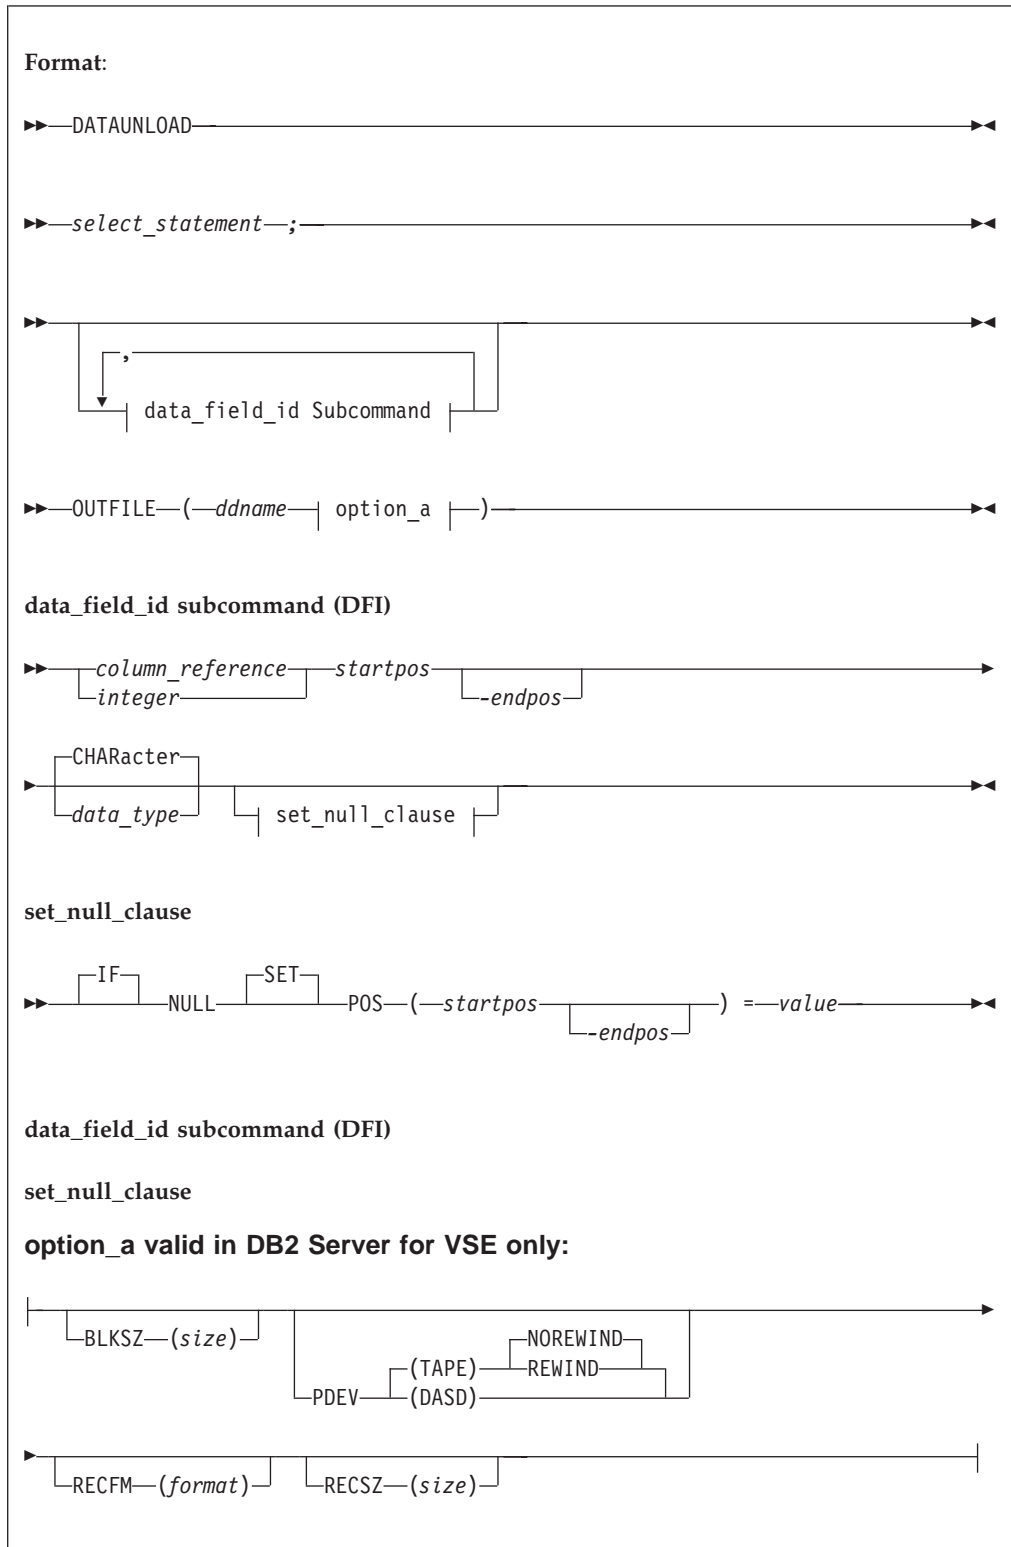 Format:
DATAUNLOAD
select_statement ;
,
data_field_id Subcommand
OUTFILE ( ddname option_a )
data_field_id subcommand (DFI)
column_reference startpos
integer -endpos
CHARacter
data_type set_null_clause
set_null_clause
IF SET
NULL POS ( startpos ) = value
-endpos
data_field_id subcommand (DFI)
set_null_clause
option_a valid in DB2 Server for VSE only:
BLKSZ (size) NOREWIND
(TAPE) REWIND
PDEV (DASD)
RECFM (format) RECSZ (size)